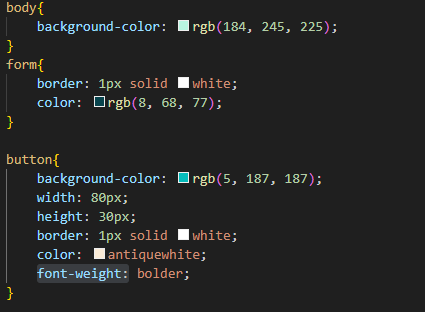 body{
    background-color: rgb(184, 245, 225);
}
form{
    border: 1px solid white;
    color: rgb(8, 68, 77);
}

button{
    background-color: rgb(5, 187, 187);
    width: 80px;
    height: 30px;
    border: 1px solid white;
    color: antiquewhite;
    font-weight: bolder;
}